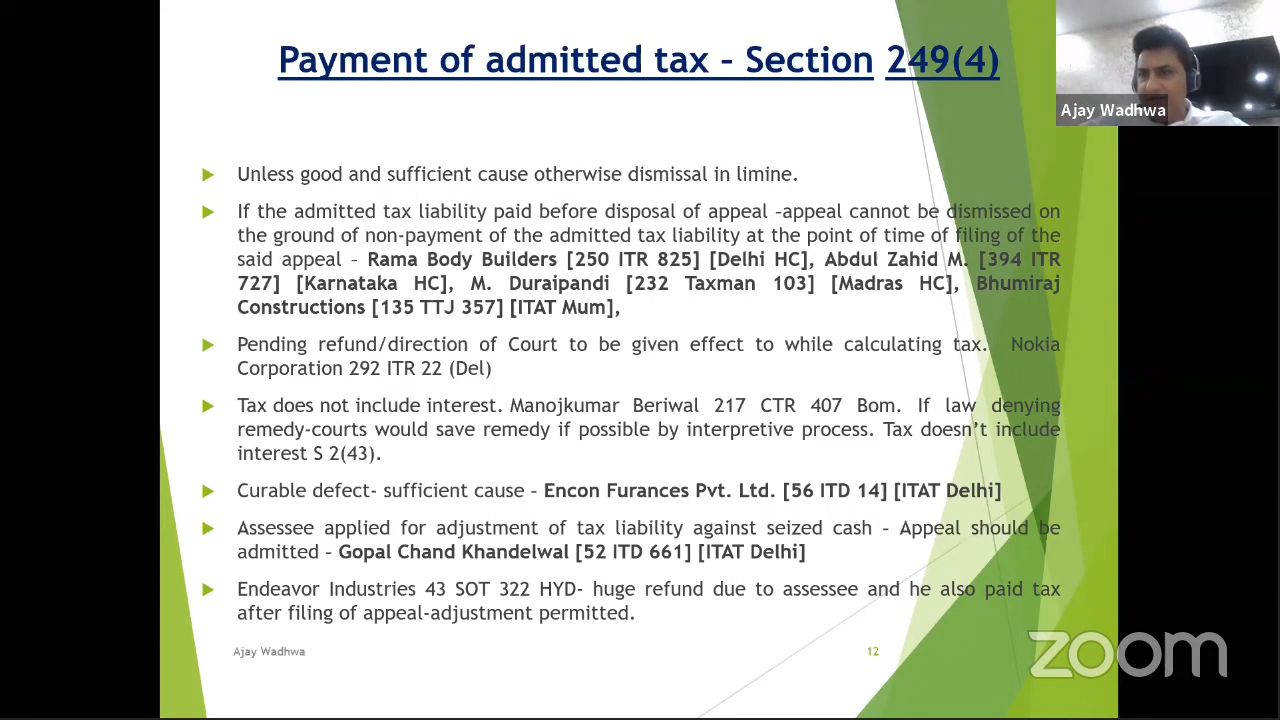 Payment of admitted tax – Section 249(4)
Ajay Wadhwa
Unless good and sufficient cause otherwise dismissal in limine.
If the admitted tax liability paid before disposal of appeal –appeal cannot be dismissed on
the ground of non-payment of the admitted tax liability at the point of time of filing of the
said appeal – Rama Body Builders [250 ITR 825] [Delhi HC], Abdul Zahid M. [394 ITR
727] [Karnataka HC], M. Duraipandi [232 Taxman 103] [Madras HC], Bhumiraj
Constructions [135 TTJ 357] [ITAT Mum],
Pending refund/direction of Court to be given effect to while calculating tax. Nokia
Corporation 292 ITR 22 (Del)
Tax does not include interest. Manojkumar Beriwal 217 CTR 407 Bom. If law denying
remedy-courts would save remedy if possible by interpretive process. Tax doesn’t include
interest S 2(43).
Curable defect- sufficient cause – Encon Furances Pvt. Ltd. [56 ITD 14] [ITAT Delhi]
Assessee applied for adjustment of tax liability against seized cash – Appeal should be
admitted – Gopal Chand Khandelwal [52 ITD 661] [ITAT Delhi]
Endeavor Industries 43 SOT 322 HYD- huge refund due to assessee and he also paid tax
after filing of appeal-adjustment permitted.
Ajay Wadhwa
12
zoom